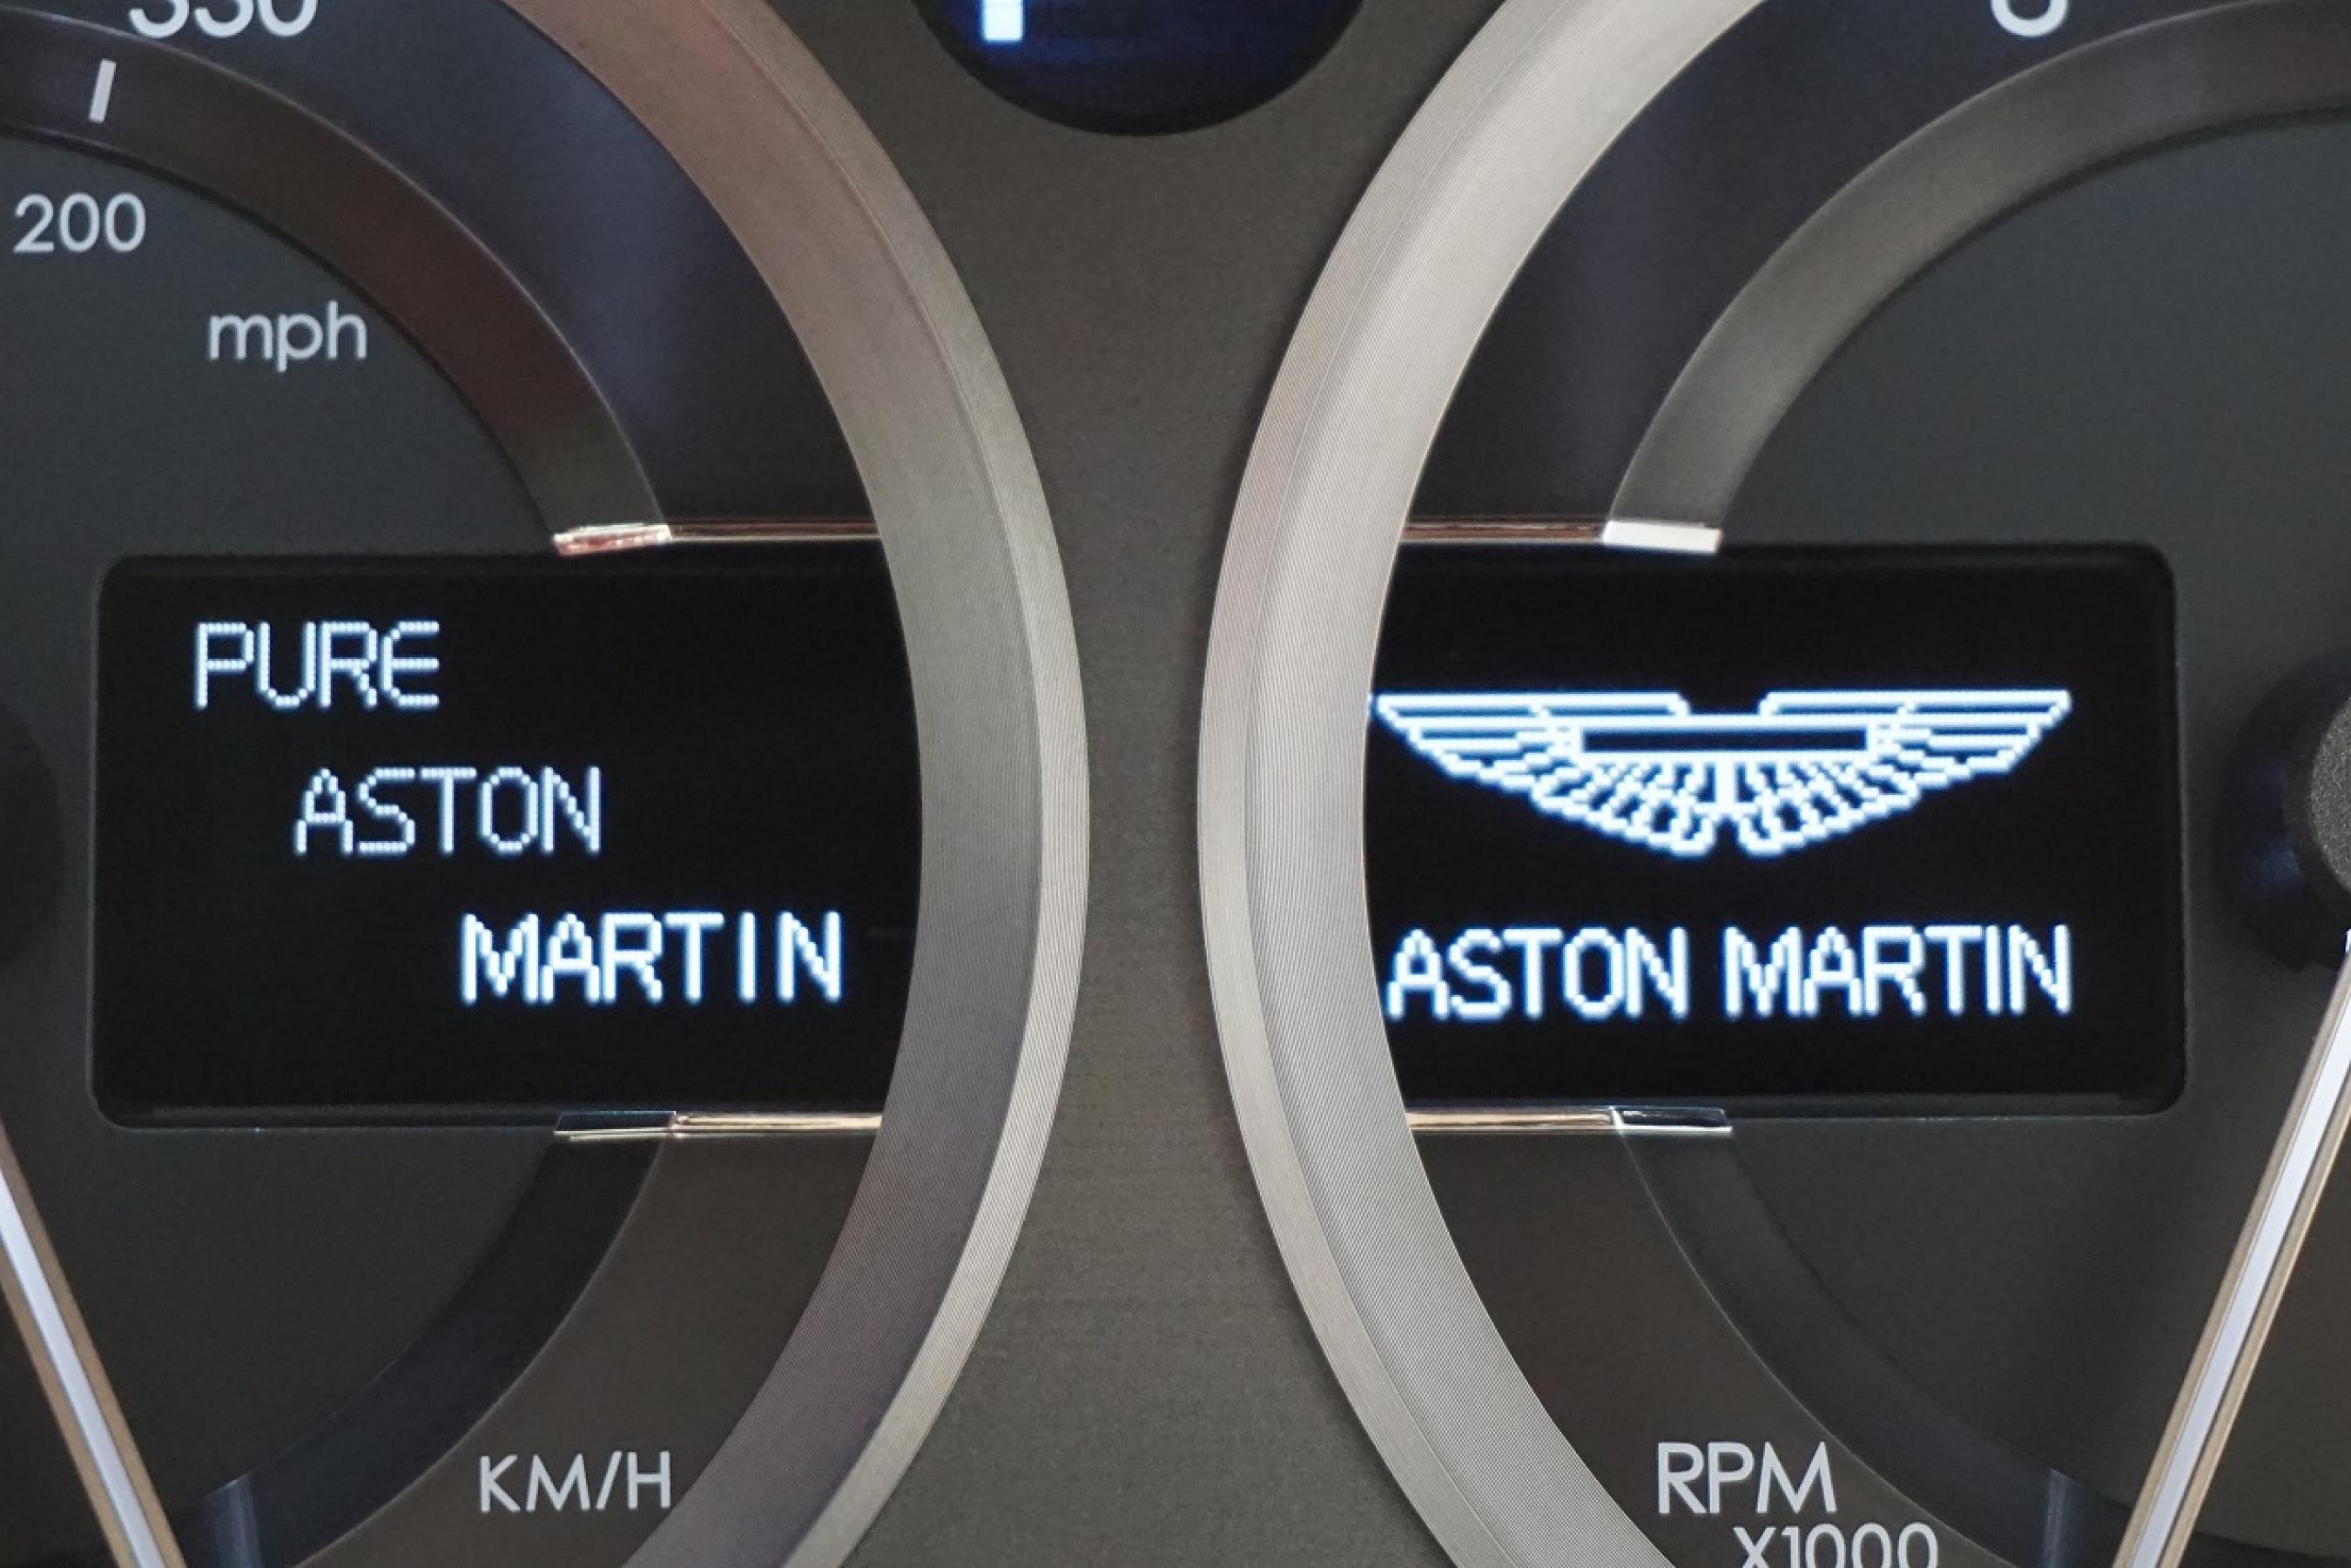 330
200
mph
PURE
ASTON
MARTIN
KM/H
ASTON MARTIN
RPM
X1000